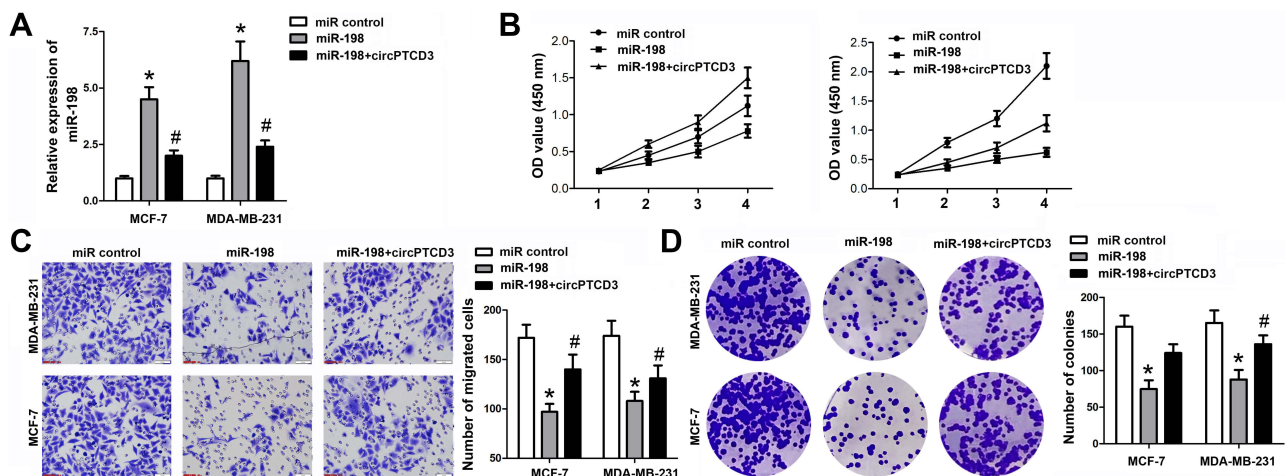 A
Relative expression of
miR-198
7.5
5.0
2.5
0.0
*
#
*
#
MCF-7
MDA-MB-231
miR control
miR-198
miR-198+circPTCD3
B
OD value (450 nm)
2.0
1.5
1.0
0.5
0.0
miR control
miR-198
miR-198+circPTCD3
1 2 3 4
OD value (450 nm)
2.5
2.0
1.5
1.0
0.5
0.0
miR control
miR-198
miR-198+circPTCD3
1 2 3 4
C
miR control
miR-198
miR-198+circPTCD3
MDA-MB-231
MCF-7
miR control
miR-198
miR-198+circPTCD3
Number of migrated cells
200
150
100
50
*
#
*
#
MCF-7
MDA-MB-231
D
miR control
miR-198
miR-198+circPTCD3
MDA-MB-231
MCF-7
miR control
miR-198
miR-198+circPTCD3
Number of colonies
200
150
100
50
0
*
*
#
MCF-7
MDA-MB-231